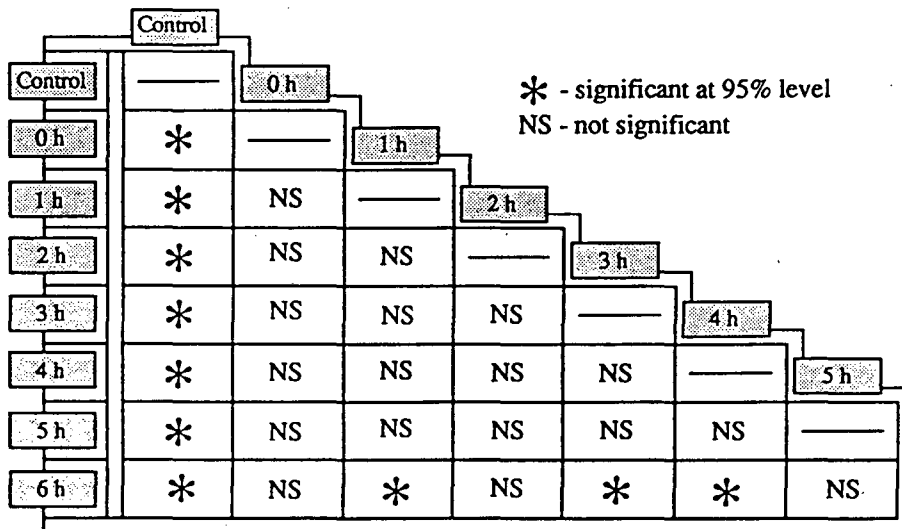 Control
Control — 0 h
✻ - significant at 95% level
NS - not significant
0 h ✻ — 1 h
1 h ✻ NS — 2 h
2 h ✻ NS NS — 3 h
3 h ✻ NS NS NS — 4 h
4 h ✻ NS NS NS NS — 5 h
5 h ✻ NS NS NS NS NS —
6 h ✻ NS ✻ NS ✻ ✻ NS